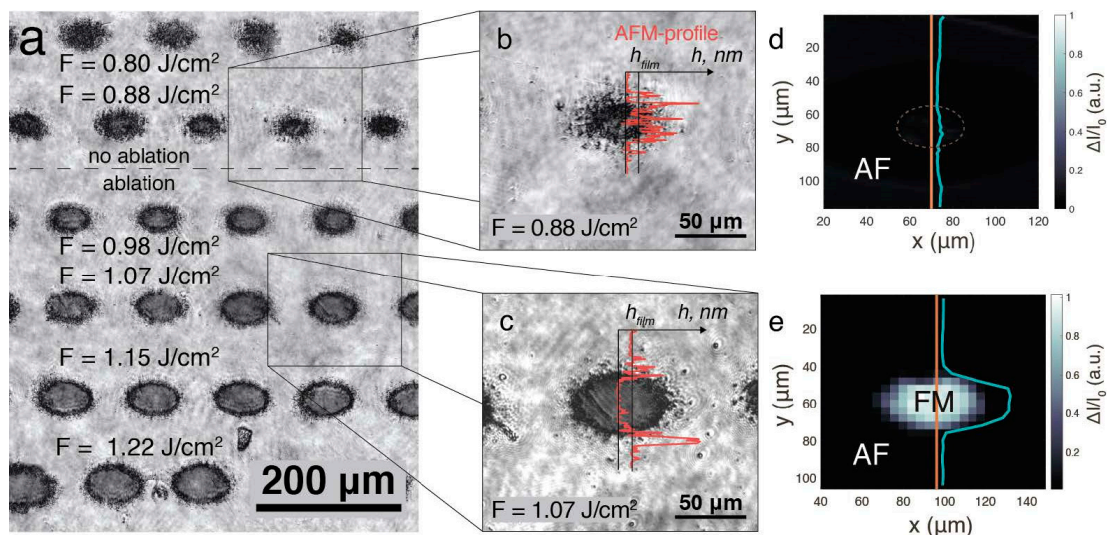 a
F = 0.80 J/cm²
F = 0.88 J/cm²
no ablation
ablation
F = 0.98 J/cm²
F = 1.07 J/cm²
F = 1.15 J/cm²
F = 1.22 J/cm²
200 µm
b
AFM-profile
h_film h, nm
F = 0.88 J/cm²
50 µm
c
h_film h, nm
F = 1.07 J/cm²
50 µm
d
20
40
60
80
100
y (µm)
AF
20 40 60 80 100 120
x (µm)
1
0.8
0.6
0.4
0.2
0
ΔI/I₀ (a.u.)
e
20
40
60
80
100
y (µm)
FM
AF
40 60 80 100 120 140
x (µm)
1
0.8
0.6
0.4
0.2
ΔI/I₀ (a.u.)